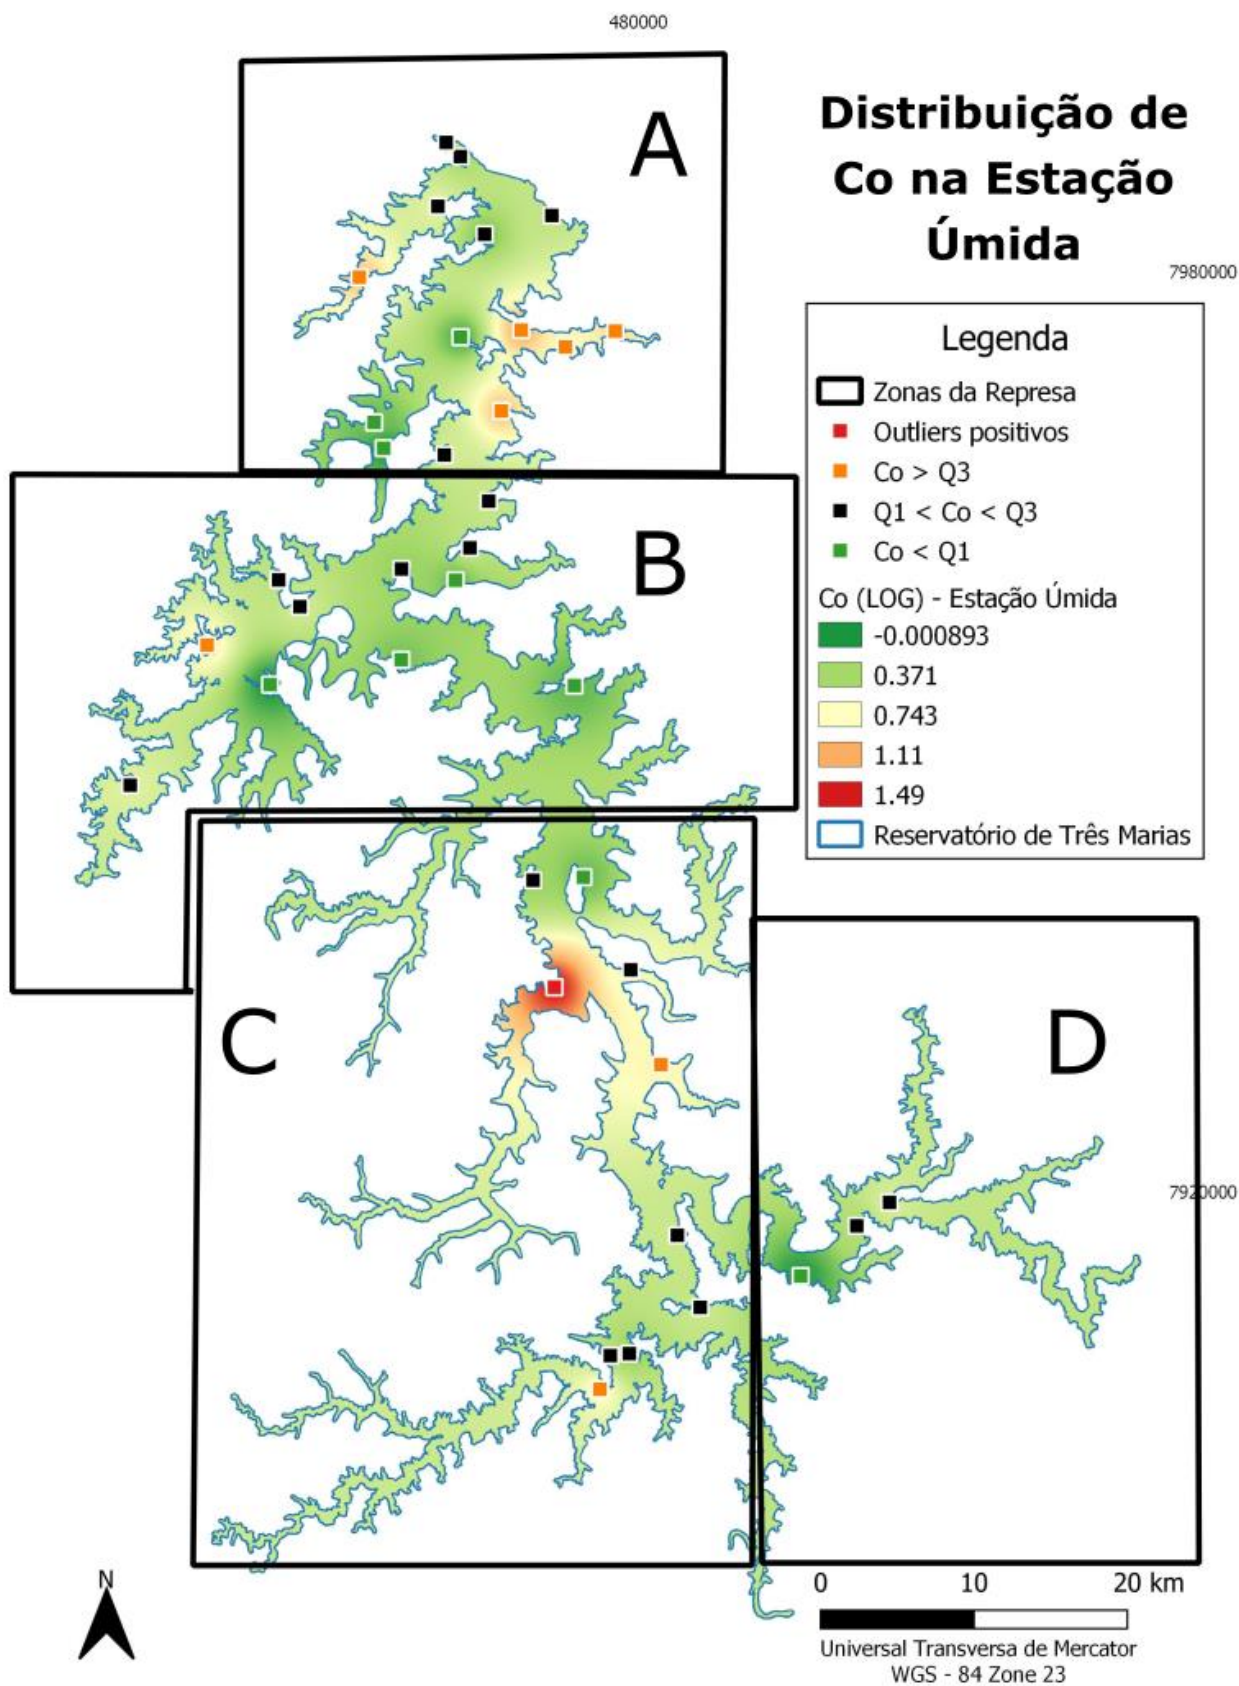 480000
A
Distribuição de
Co na Estação
Úmida
7980000
Legenda
Zonas da Represa
Outliers positivos
Co > Q3
Q1 < Co < Q3
Co < Q1
Co (LOG) - Estação Úmida
-0.000893
0.371
0.743
1.11
1.49
Reservatório de Três Marias
B
C
D
7920000
N
0 10 20 km
Universal Transversa de Mercator
WGS - 84 Zone 23